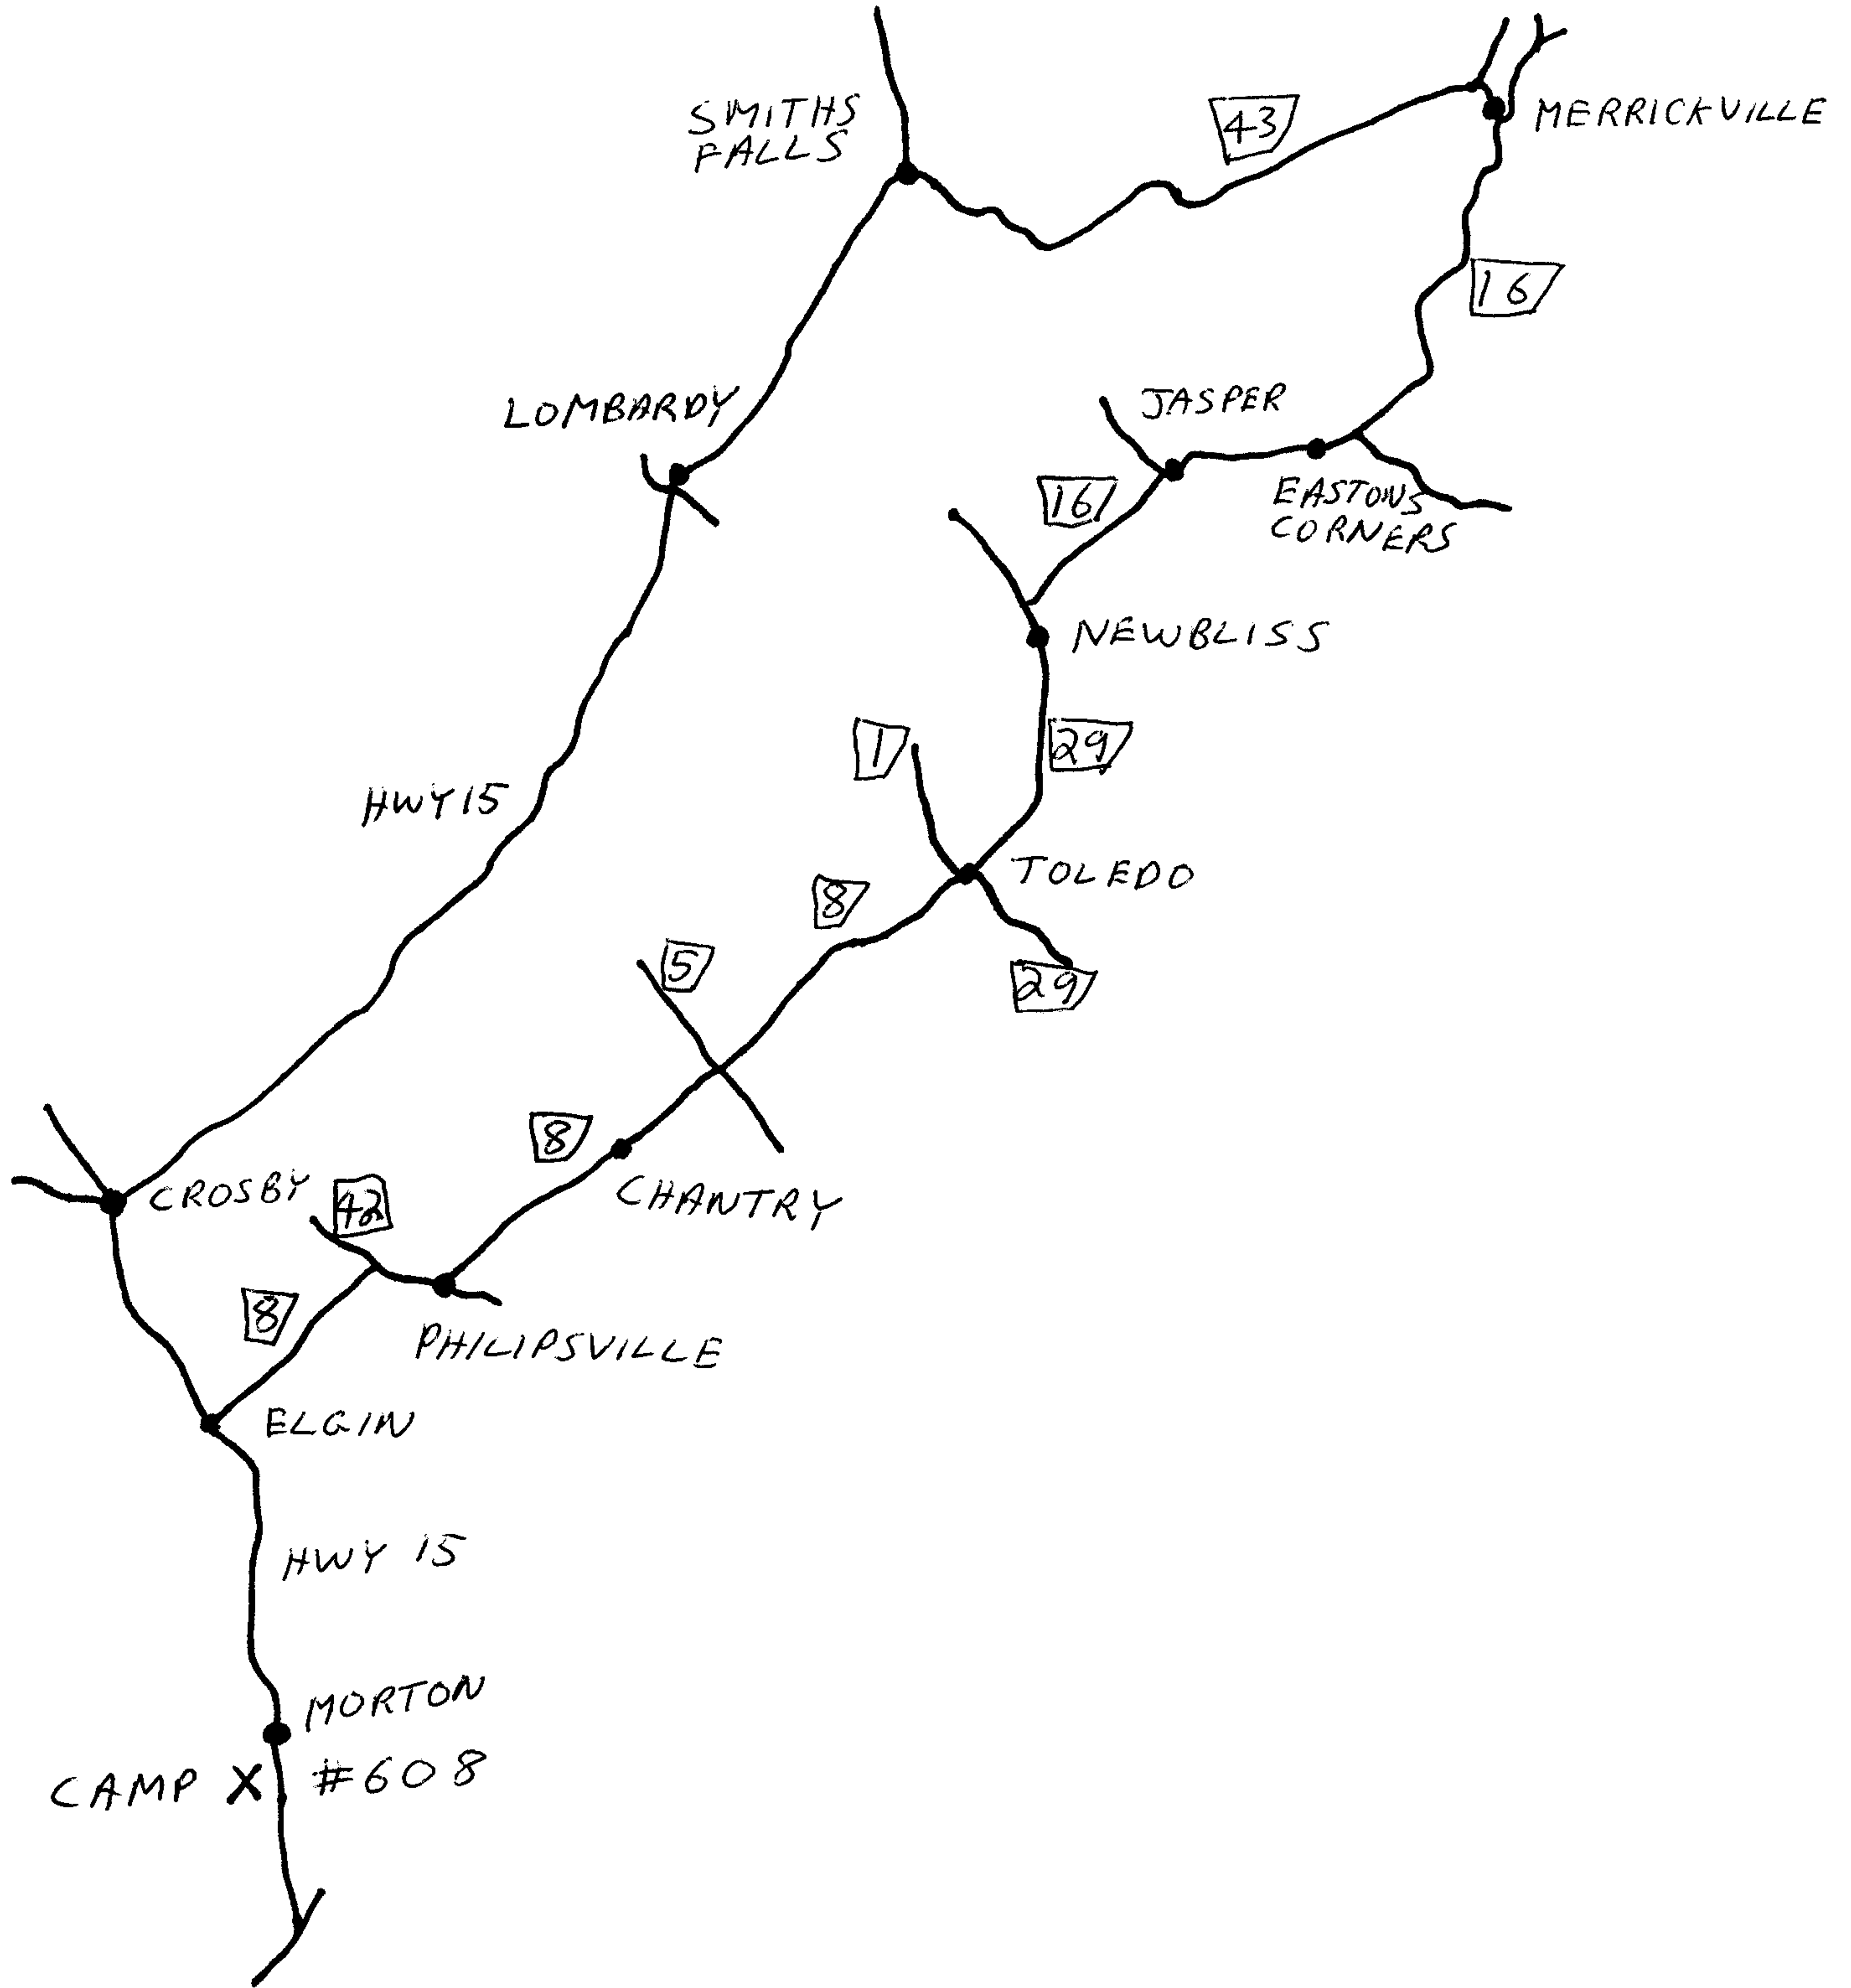 SMITHS
FALLS
43
MERRICKVILLE
16
LOMBARDY
JASPER
16
EASTONS
CORNERS
NEWBLISS
1
29
HWY 15
TOLEDO
8
5
29
8
CHANTRY
CROSBY
42
8
PHILIPSVILLE
ELGIN
HWY 15
MORTON
CAMP X #608